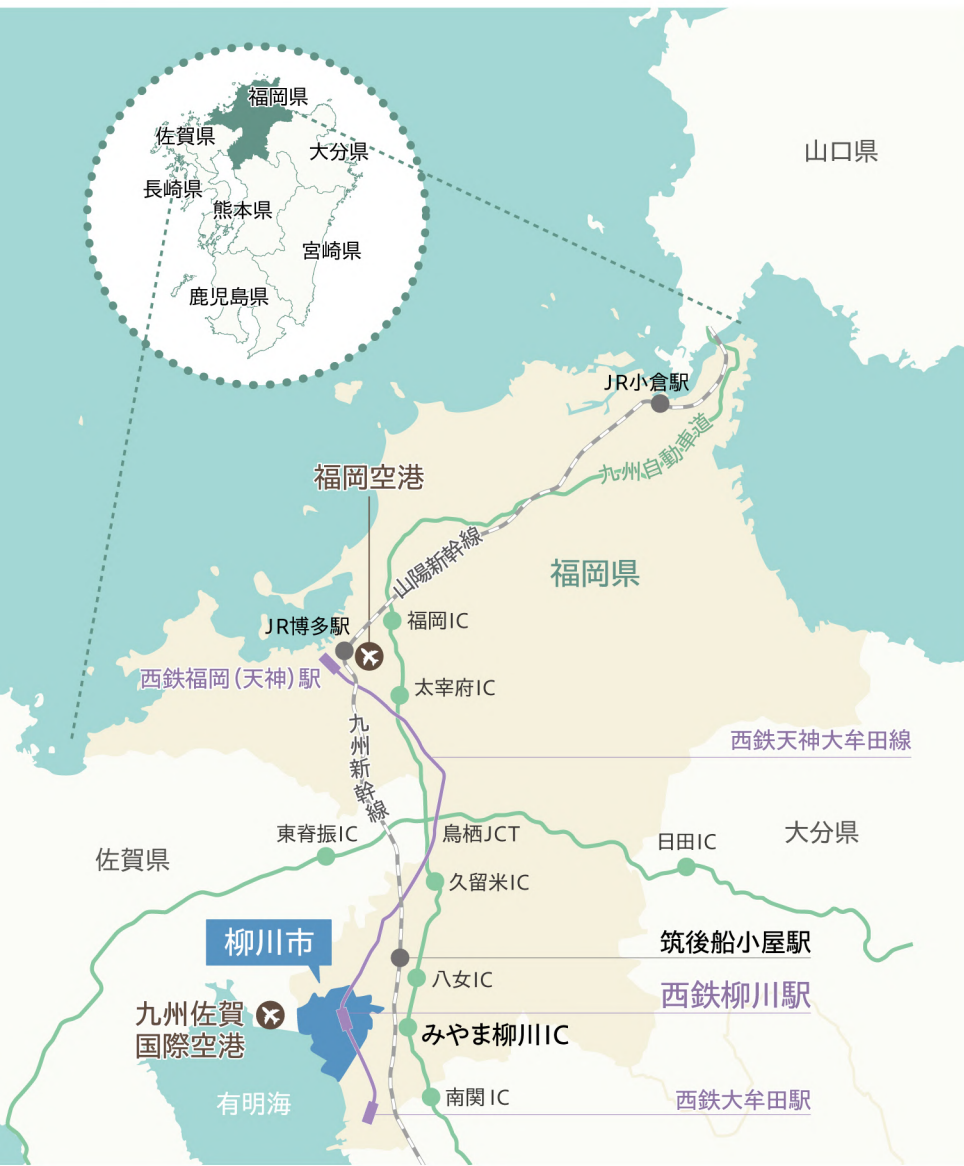 福岡県
佐賀県
大分県
長崎県
熊本県
宮崎県
鹿児島県
山口県
JR小倉駅
九州自動車道
福岡空港
山陽新幹線
福岡県
福岡IC
JR博多駅
西鉄福岡(天神)駅
太宰府IC
九州新幹線
西鉄天神大牟田線
東脊振IC
鳥栖JCT
日田IC
大分県
佐賀県
久留米IC
柳川市
筑後船小屋駅
八女IC
西鉄柳川駅
九州佐賀
国際空港
みやま柳川IC
有明海
南関IC
西鉄大牟田駅